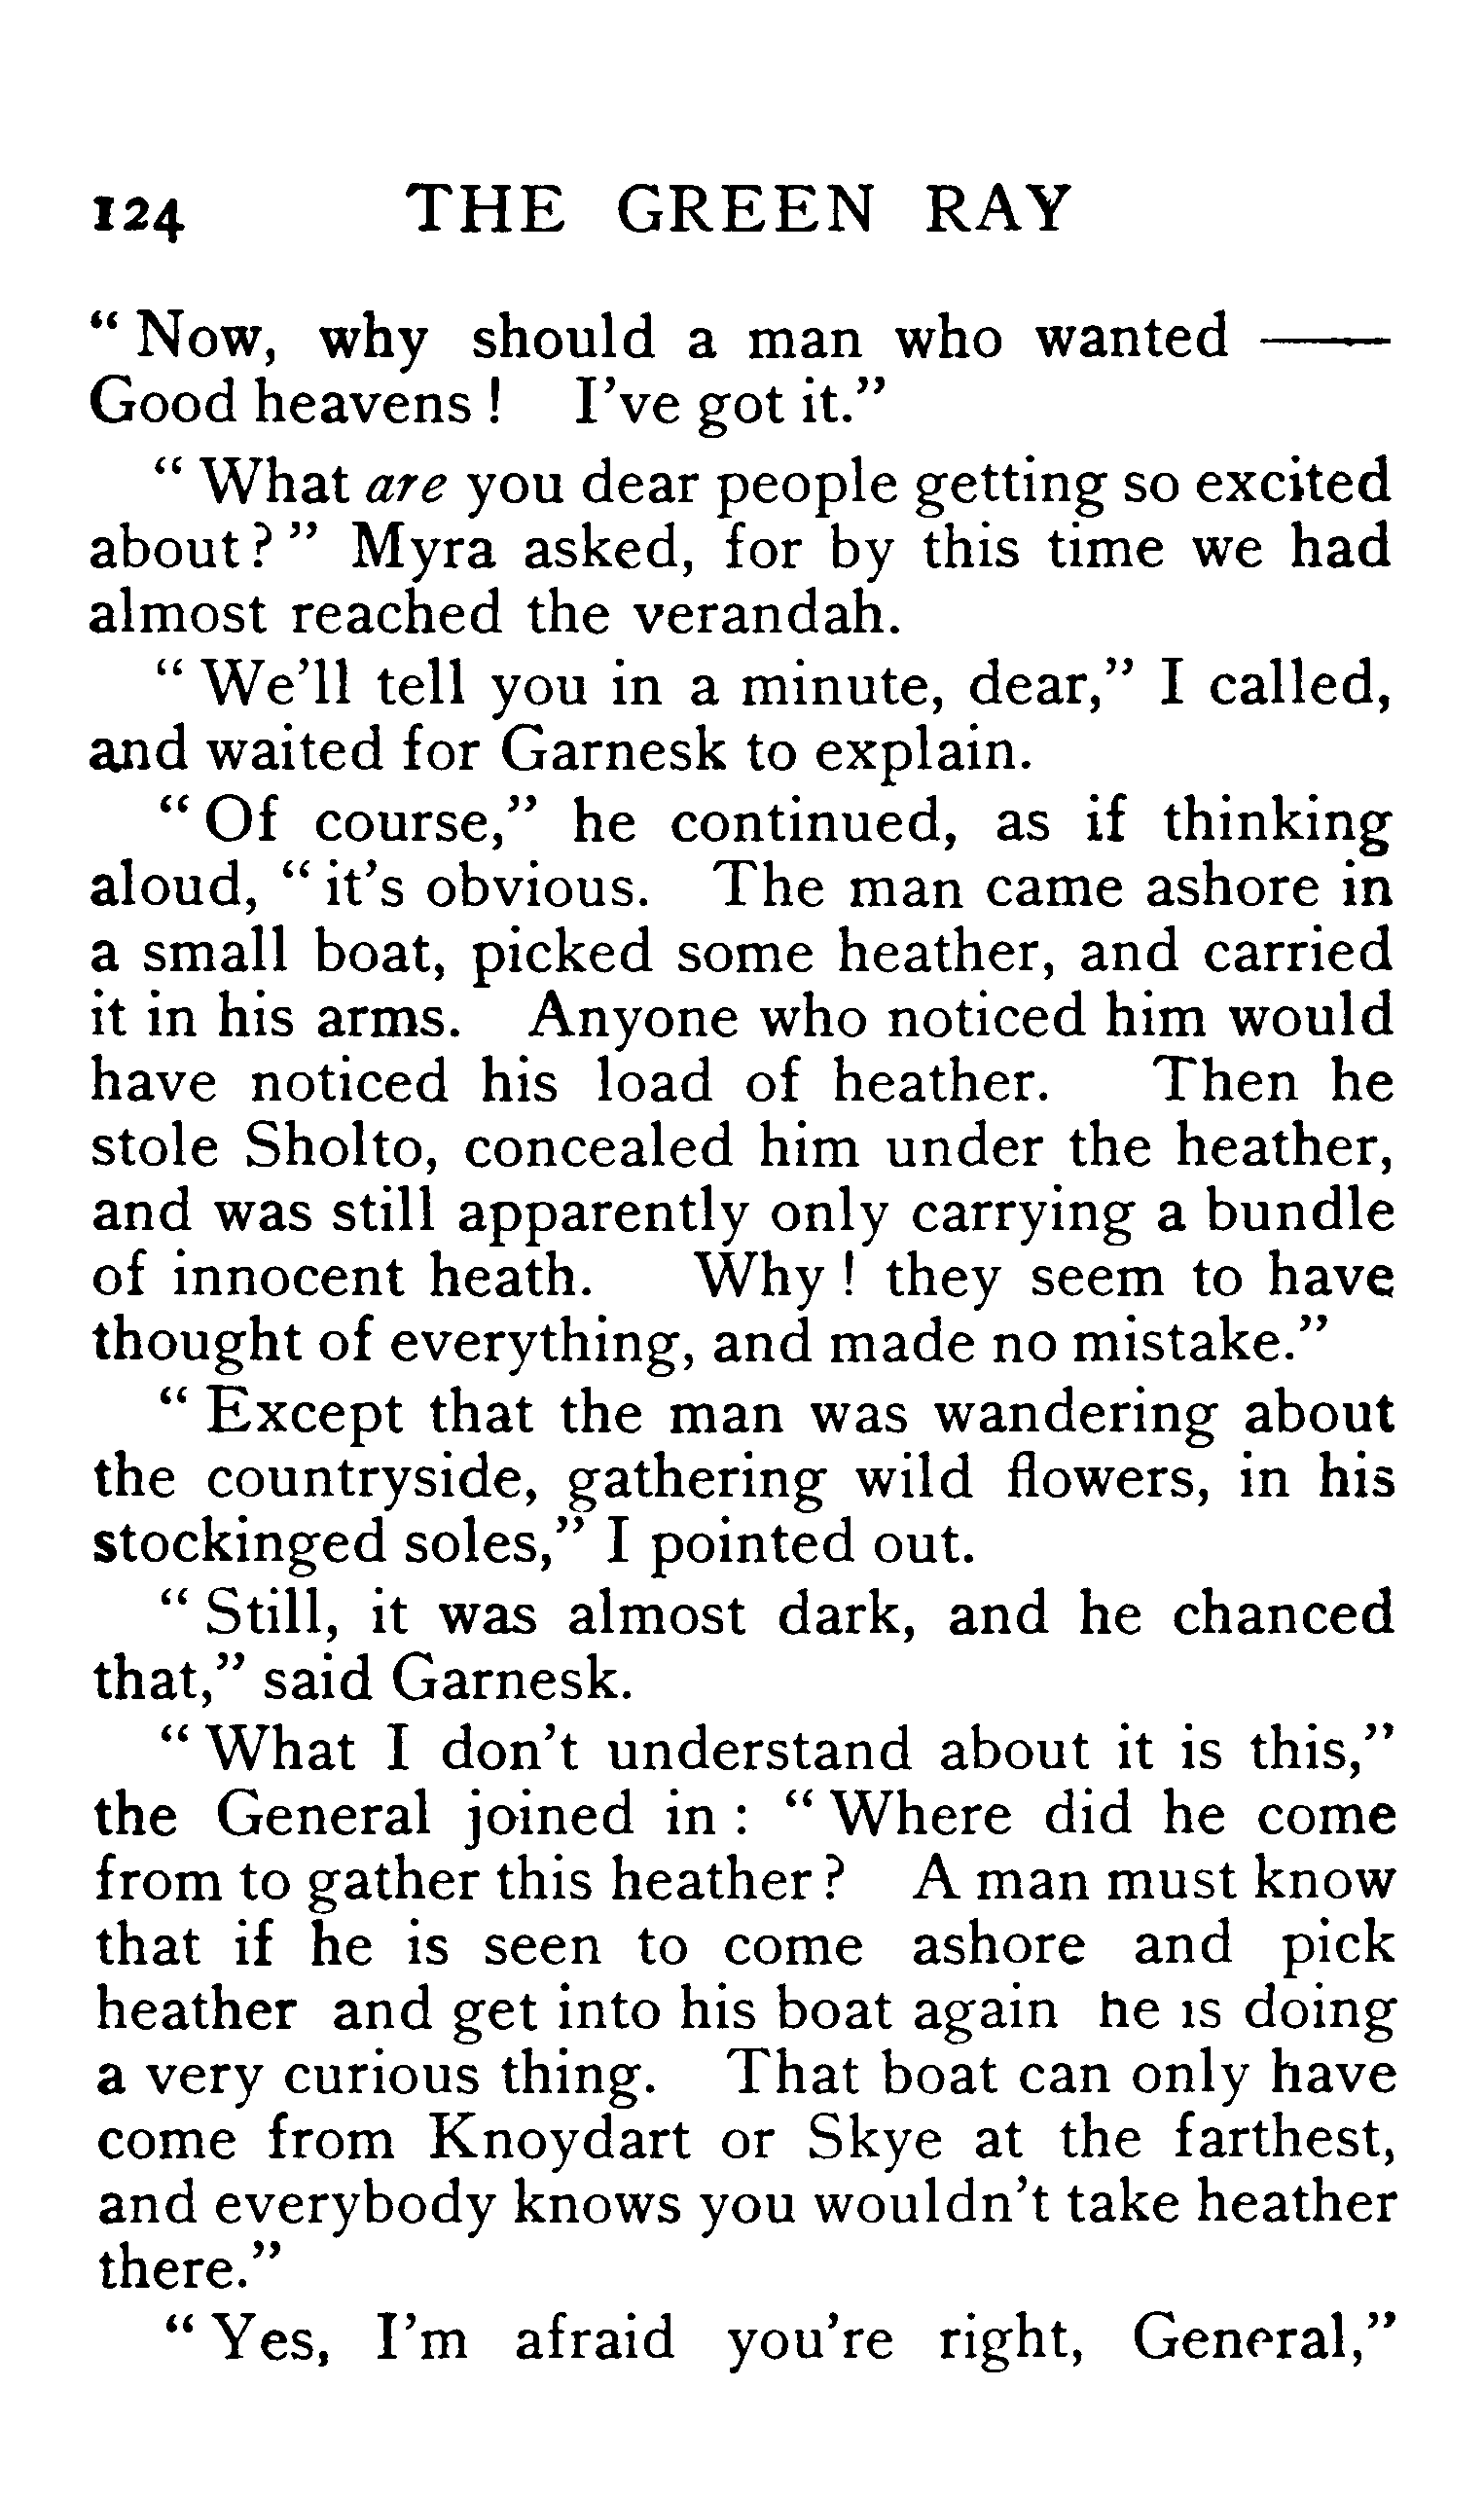 124 THE GREEN RAY
“ Now, why should a man who wanted ——
Good heavens ! I've got it.”
“ What are you dear people getting so excited
about ? ” Myra asked, for by this time we had
almost reached the verandah.
“ We'll tell you in a minute, dear,” I called,
and waited for Garnesk to explain.
“ Of course,” he continued, as if thinking
aloud, “ it's obvious. The man came ashore in
a small boat, picked some heather, and carried
it in his arms. Anyone who noticed him would
have noticed his load of heather. Then he
stole Sholto, concealed him under the heather,
and was still apparently only carrying a bundle
of innocent heath. Why ! they seem to have
thought of everything, and made no mistake.”
“ Except that the man was wandering about
the countryside, gathering wild flowers, in his
stockinged soles,” I pointed out.
“ Still, it was almost dark, and he chanced
that,” said Garnesk.
“ What I don't understand about it is this,”
the General joined in : “ Where did he come
from to gather this heather ? A man must know
that if he is seen to come ashore and pick
heather and get into his boat again he is doing
a very curious thing. That boat can only have
come from Knoydart or Skye at the farthest,
and everybody knows you wouldn't take heather
there.”
“ Yes, I'm afraid you're right, General,”